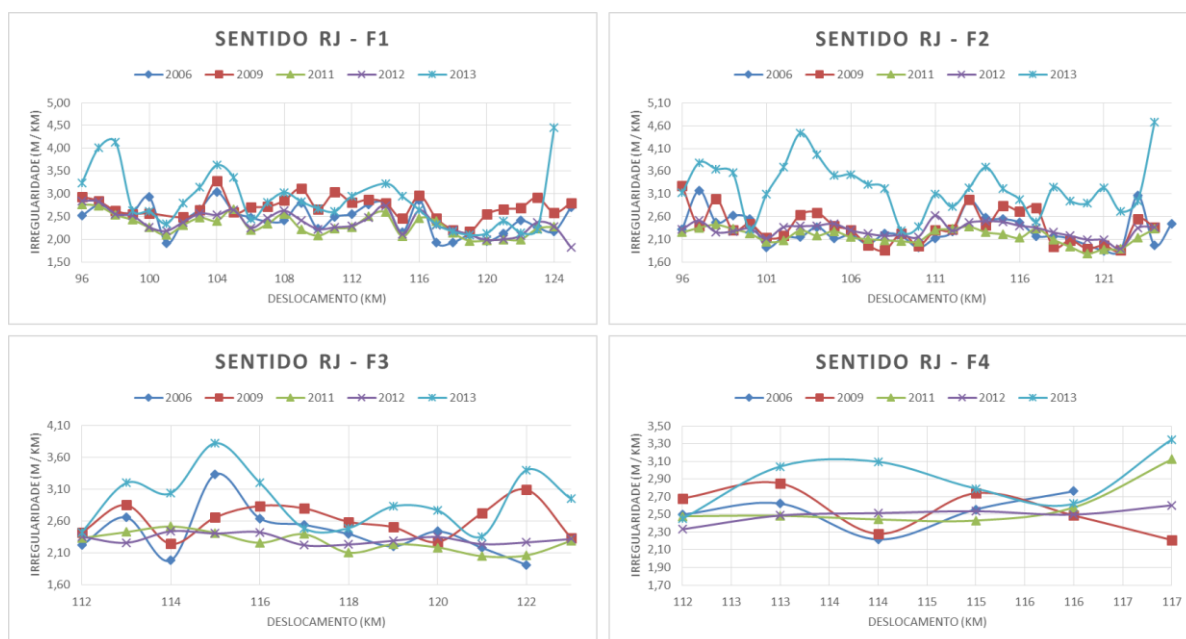 SENTIDO RJ - F1
2006 2009 2011 2012 2013
IRREGULARIDADE (M / KM)
5,00
4,50
4,00
3,50
3,00
2,50
2,00
1,50
96 100 104 108 112 116 120 124
DESLOCAMENTO (KM)
SENTIDO RJ - F2
2006 2009 2011 2012 2013
IRREGULARIDADE (M / KM)
5,10
4,60
4,10
3,60
3,10
2,60
2,10
1,60
96 101 106 111 116 121
DESLOCAMENTO (KM)
SENTIDO RJ - F3
2006 2009 2011 2012 2013
IRREGULARIDADE (M / KM)
4,10
3,60
3,10
2,60
2,10
1,60
112 114 116 118 120 122
DESLOCAMENTO (KM)
SENTIDO RJ - F4
2006 2009 2011 2012 2013
IRREGULARIDADE (M / KM)
3,50
3,30
3,10
2,90
2,70
2,50
2,30
2,10
1,90
1,70
112 113 113 114 114 115 115 116 116 117 117
DESLOCAMENTO (KM)